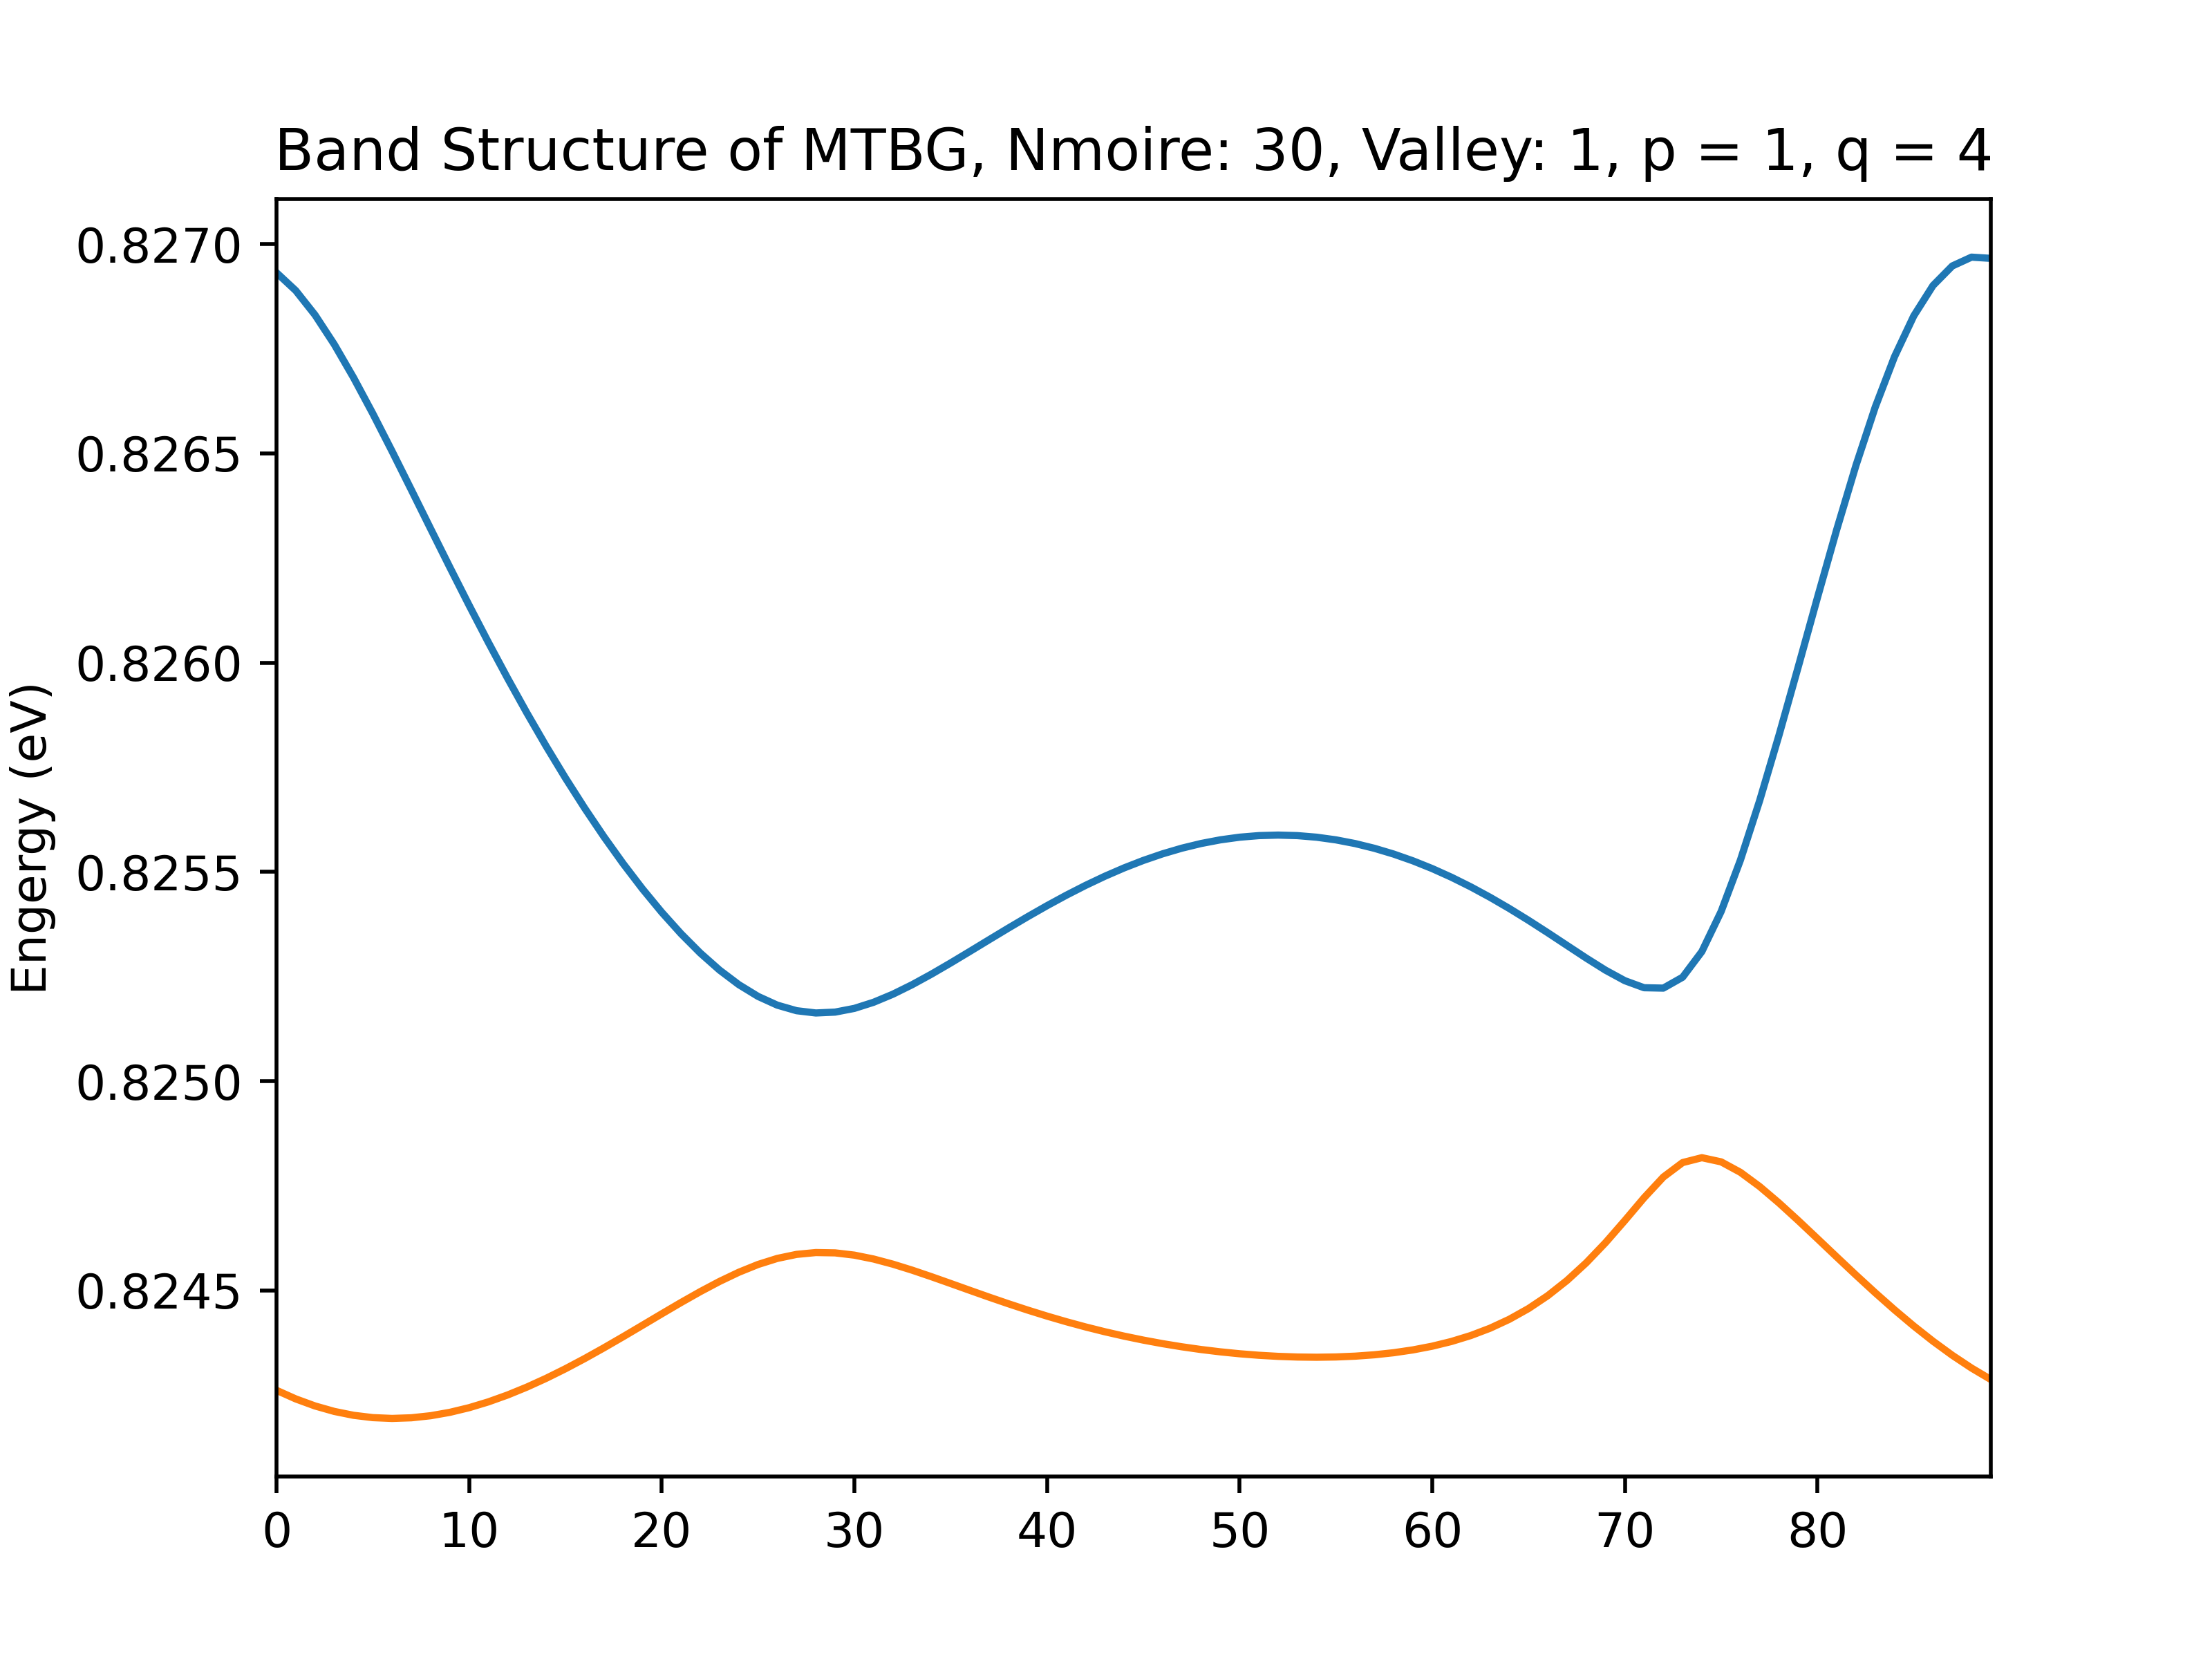 Band Structure of MTBG, Nmoire: 30, Valley: 1, p = 1, q = 4
0.8270
0.8265
0.8260
0.8255
0.8250
0.8245
Engergy (eV)
0 10 20 30 40 50 60 70 80